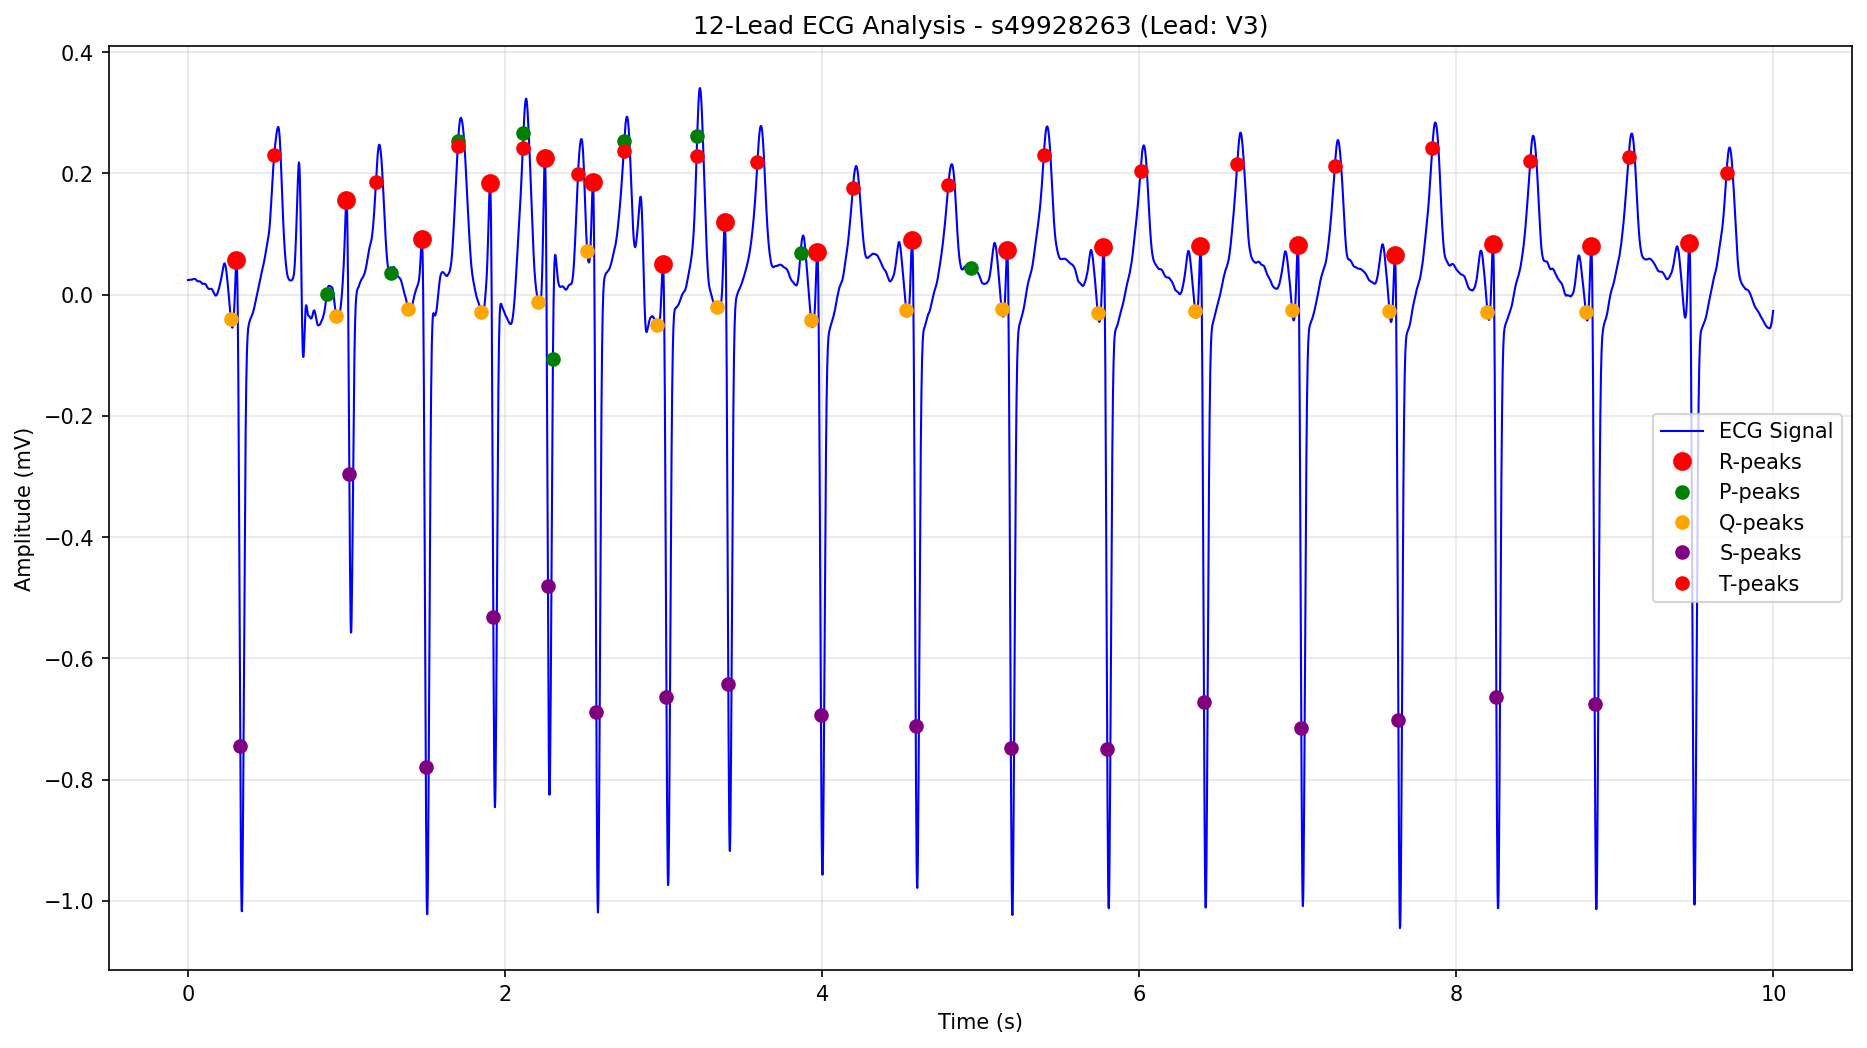 12-Lead ECG Analysis - s49928263 (Lead: V3)
0.4
0.2
0.0
−0.2
−0.4
−0.6
−0.8
−1.0
Amplitude (mV)
ECG Signal
R-peaks
P-peaks
Q-peaks
S-peaks
T-peaks
0 2 4 6 8 10
Time (s)